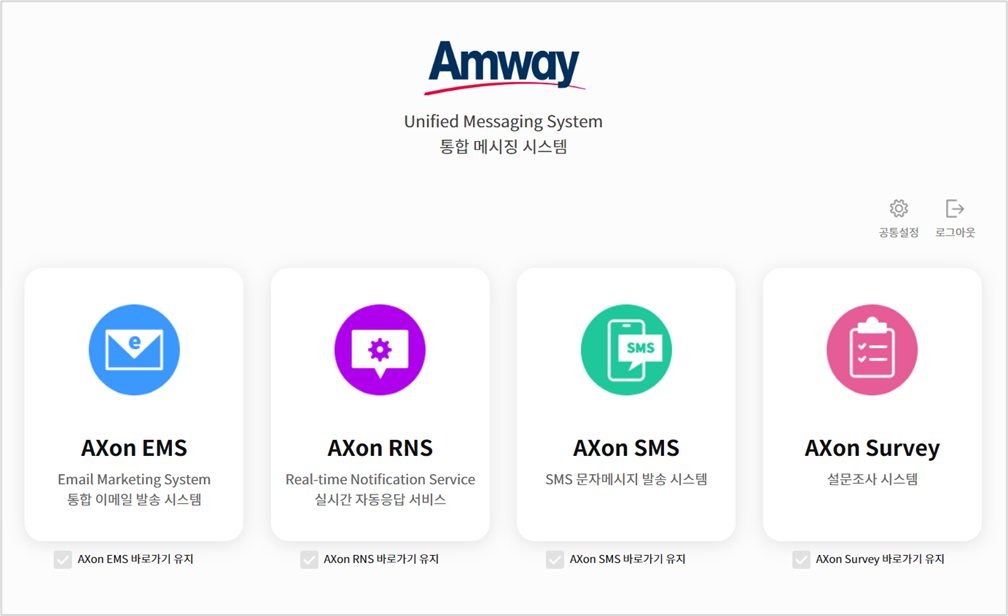 Amway
Unified Messaging System
통합 메시징 시스템
공통설정
로그아웃
e
AXon EMS
Email Marketing System
통합 이메일 발송 시스템
AXon EMS 바로가기 유지
AXon RNS
Real-time Notification Service
실시간 자동응답 서비스
AXon RNS 바로가기 유지
SMS
AXon SMS
SMS 문자메시지 발송 시스템
AXon SMS 바로가기 유지
AXon Survey
설문조사 시스템
AXon Survey 바로가기 유지